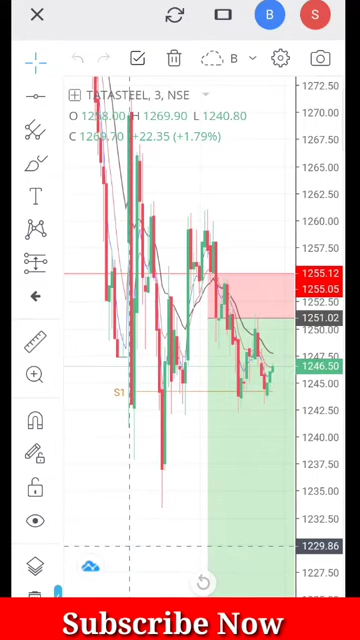 B
S
B
TATASTEEL, 3, NSE
O 1258.00 H 1269.90 L 1240.80
C 1269.70 +22.35 (+1.79%)
1272.50
1270.00
1267.50
1265.00
1262.50
1260.00
1257.50
1255.12
1255.05
1252.50
1251.02
1250.00
1247.50
1246.50
1245.00
1242.50
1240.00
1237.50
1235.00
1232.50
1229.86
1227.50
S1
T
Subscribe Now